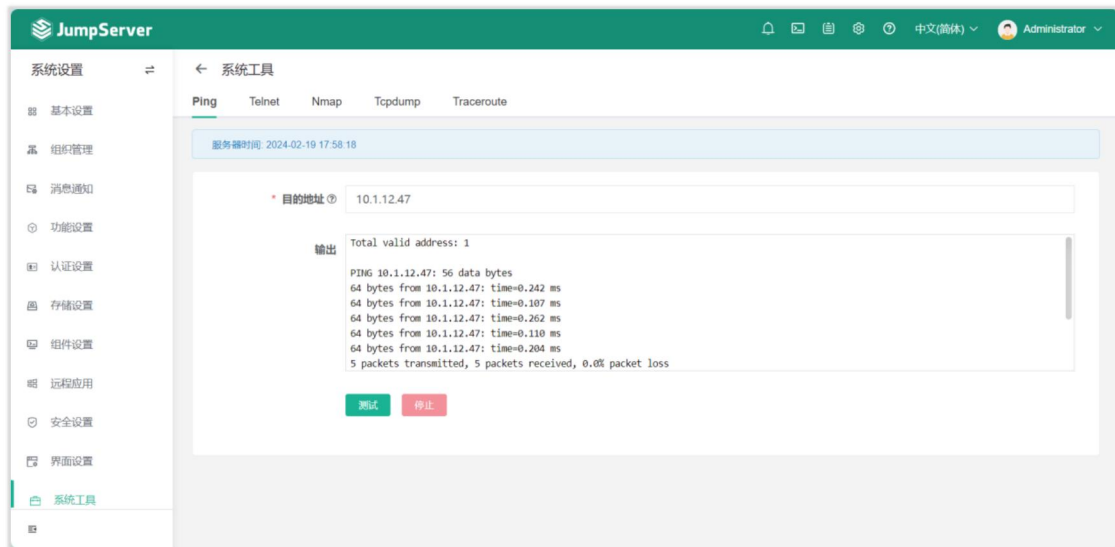 JumpServer
中文(简体)
Administrator
系统设置
系统工具
Ping Telnet Nmap Tcpdump Traceroute
基本设置
组织管理
消息通知
功能设置
认证设置
存储设置
组件设置
远程应用
安全设置
界面设置
系统工具
服务器时间: 2024-02-19 17:58:18
* 目的地址 10.1.12.47
输出
Total valid address: 1
PING 10.1.12.47: 56 data bytes
64 bytes from 10.1.12.47: time=0.242 ms
64 bytes from 10.1.12.47: time=0.107 ms
64 bytes from 10.1.12.47: time=0.262 ms
64 bytes from 10.1.12.47: time=0.110 ms
64 bytes from 10.1.12.47: time=0.204 ms
5 packets transmitted, 5 packets received, 0.0% packet loss
测试 停止